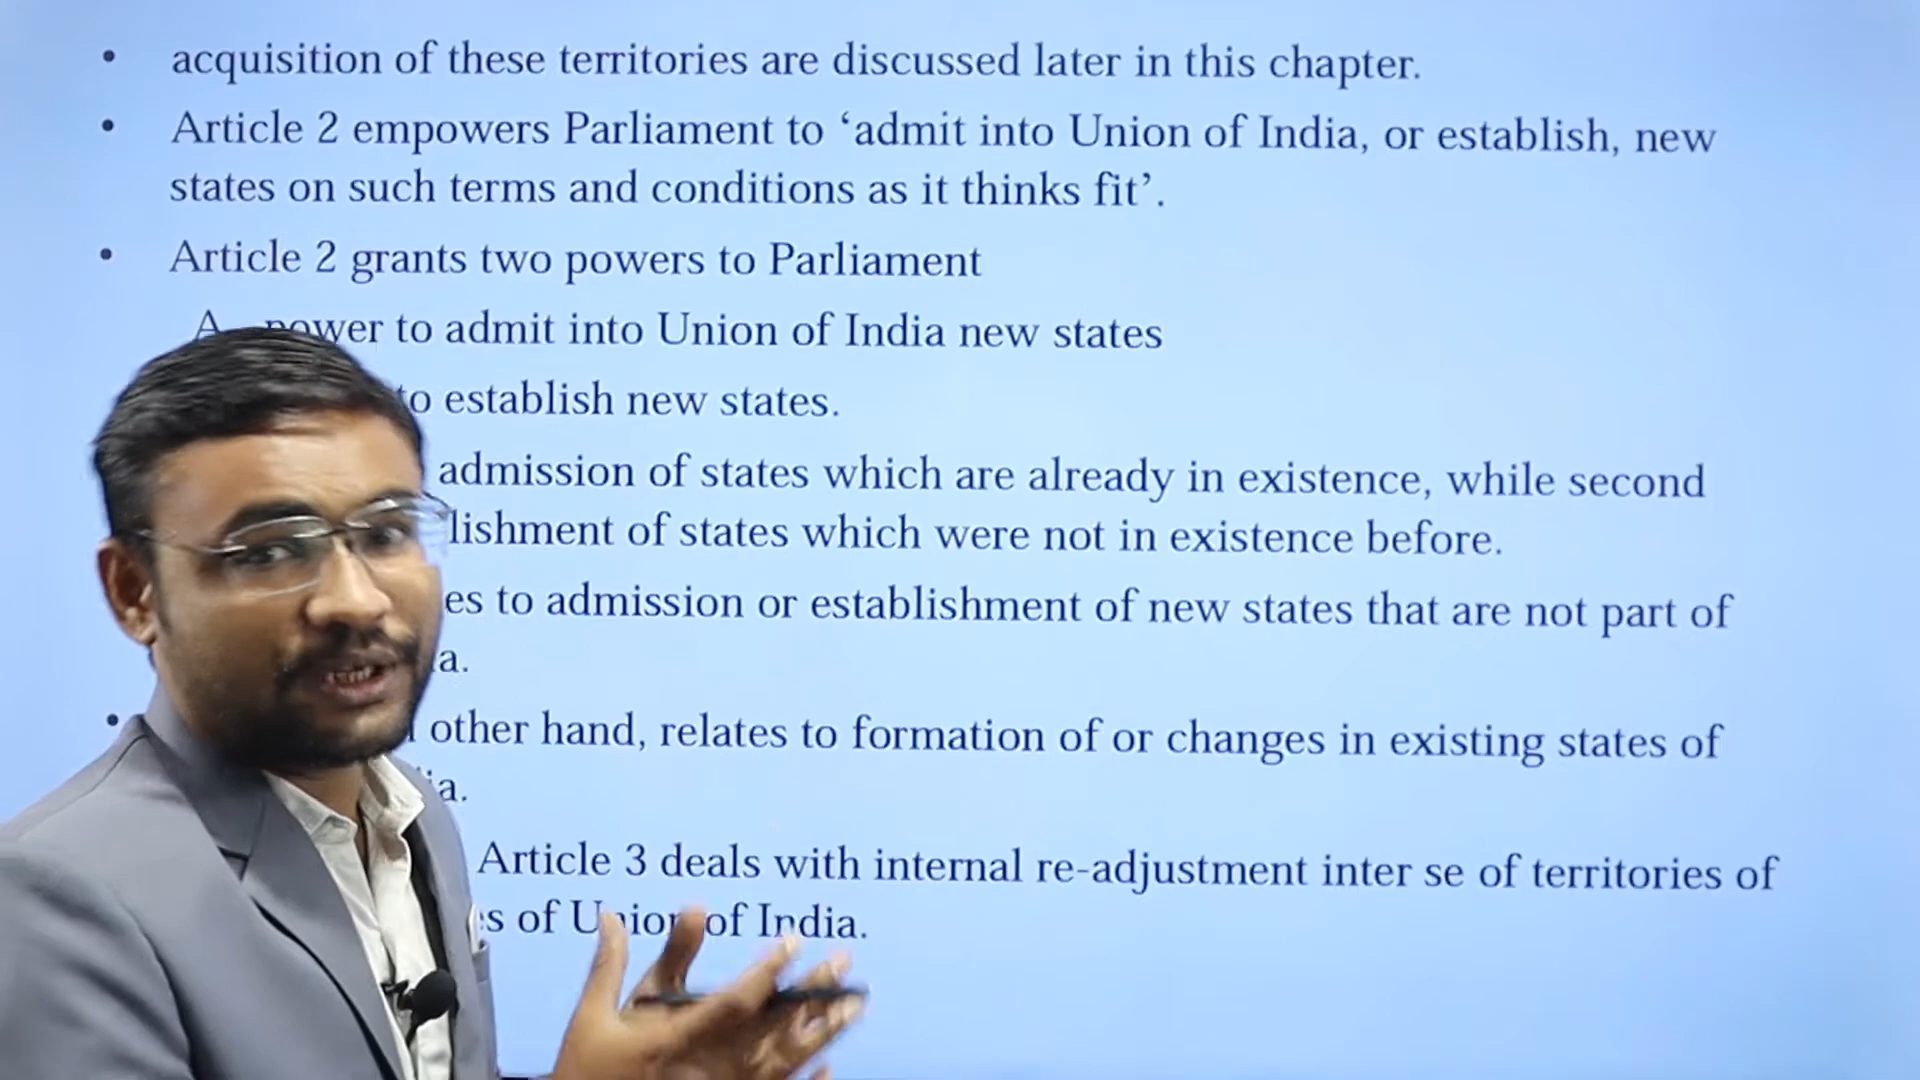 • acquisition of these territories are discussed later in this chapter.
• Article 2 empowers Parliament to ‘admit into Union of India, or establish, new
states on such terms and conditions as it thinks fit’.
• Article 2 grants two powers to Parliament
A power to admit into Union of India new states
to establish new states.
admission of states which are already in existence, while second
lishment of states which were not in existence before.
es to admission or establishment of new states that are not part of
a.
• other hand, relates to formation of or changes in existing states of
ia.
Article 3 deals with internal re-adjustment inter se of territories of
es of Union of India.